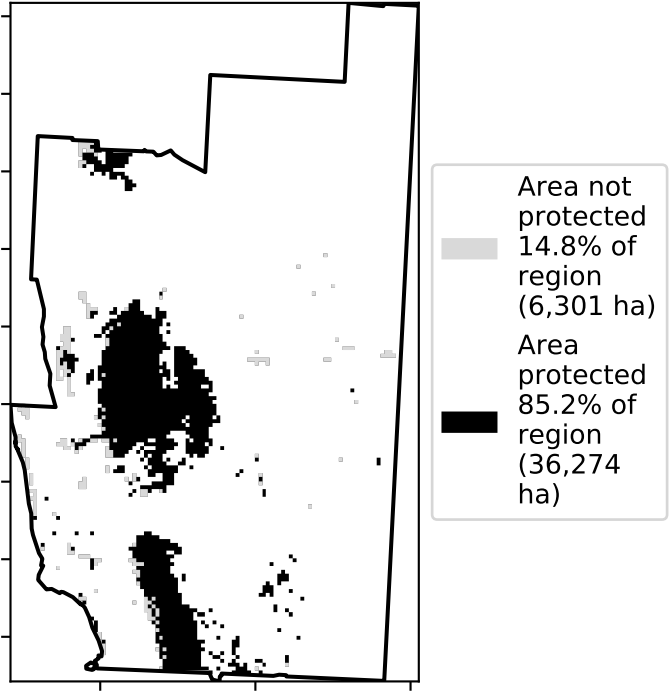 Area not
protected
14.8% of
region
(6,301 ha)
Area
protected
85.2% of
region
(36,274
ha)